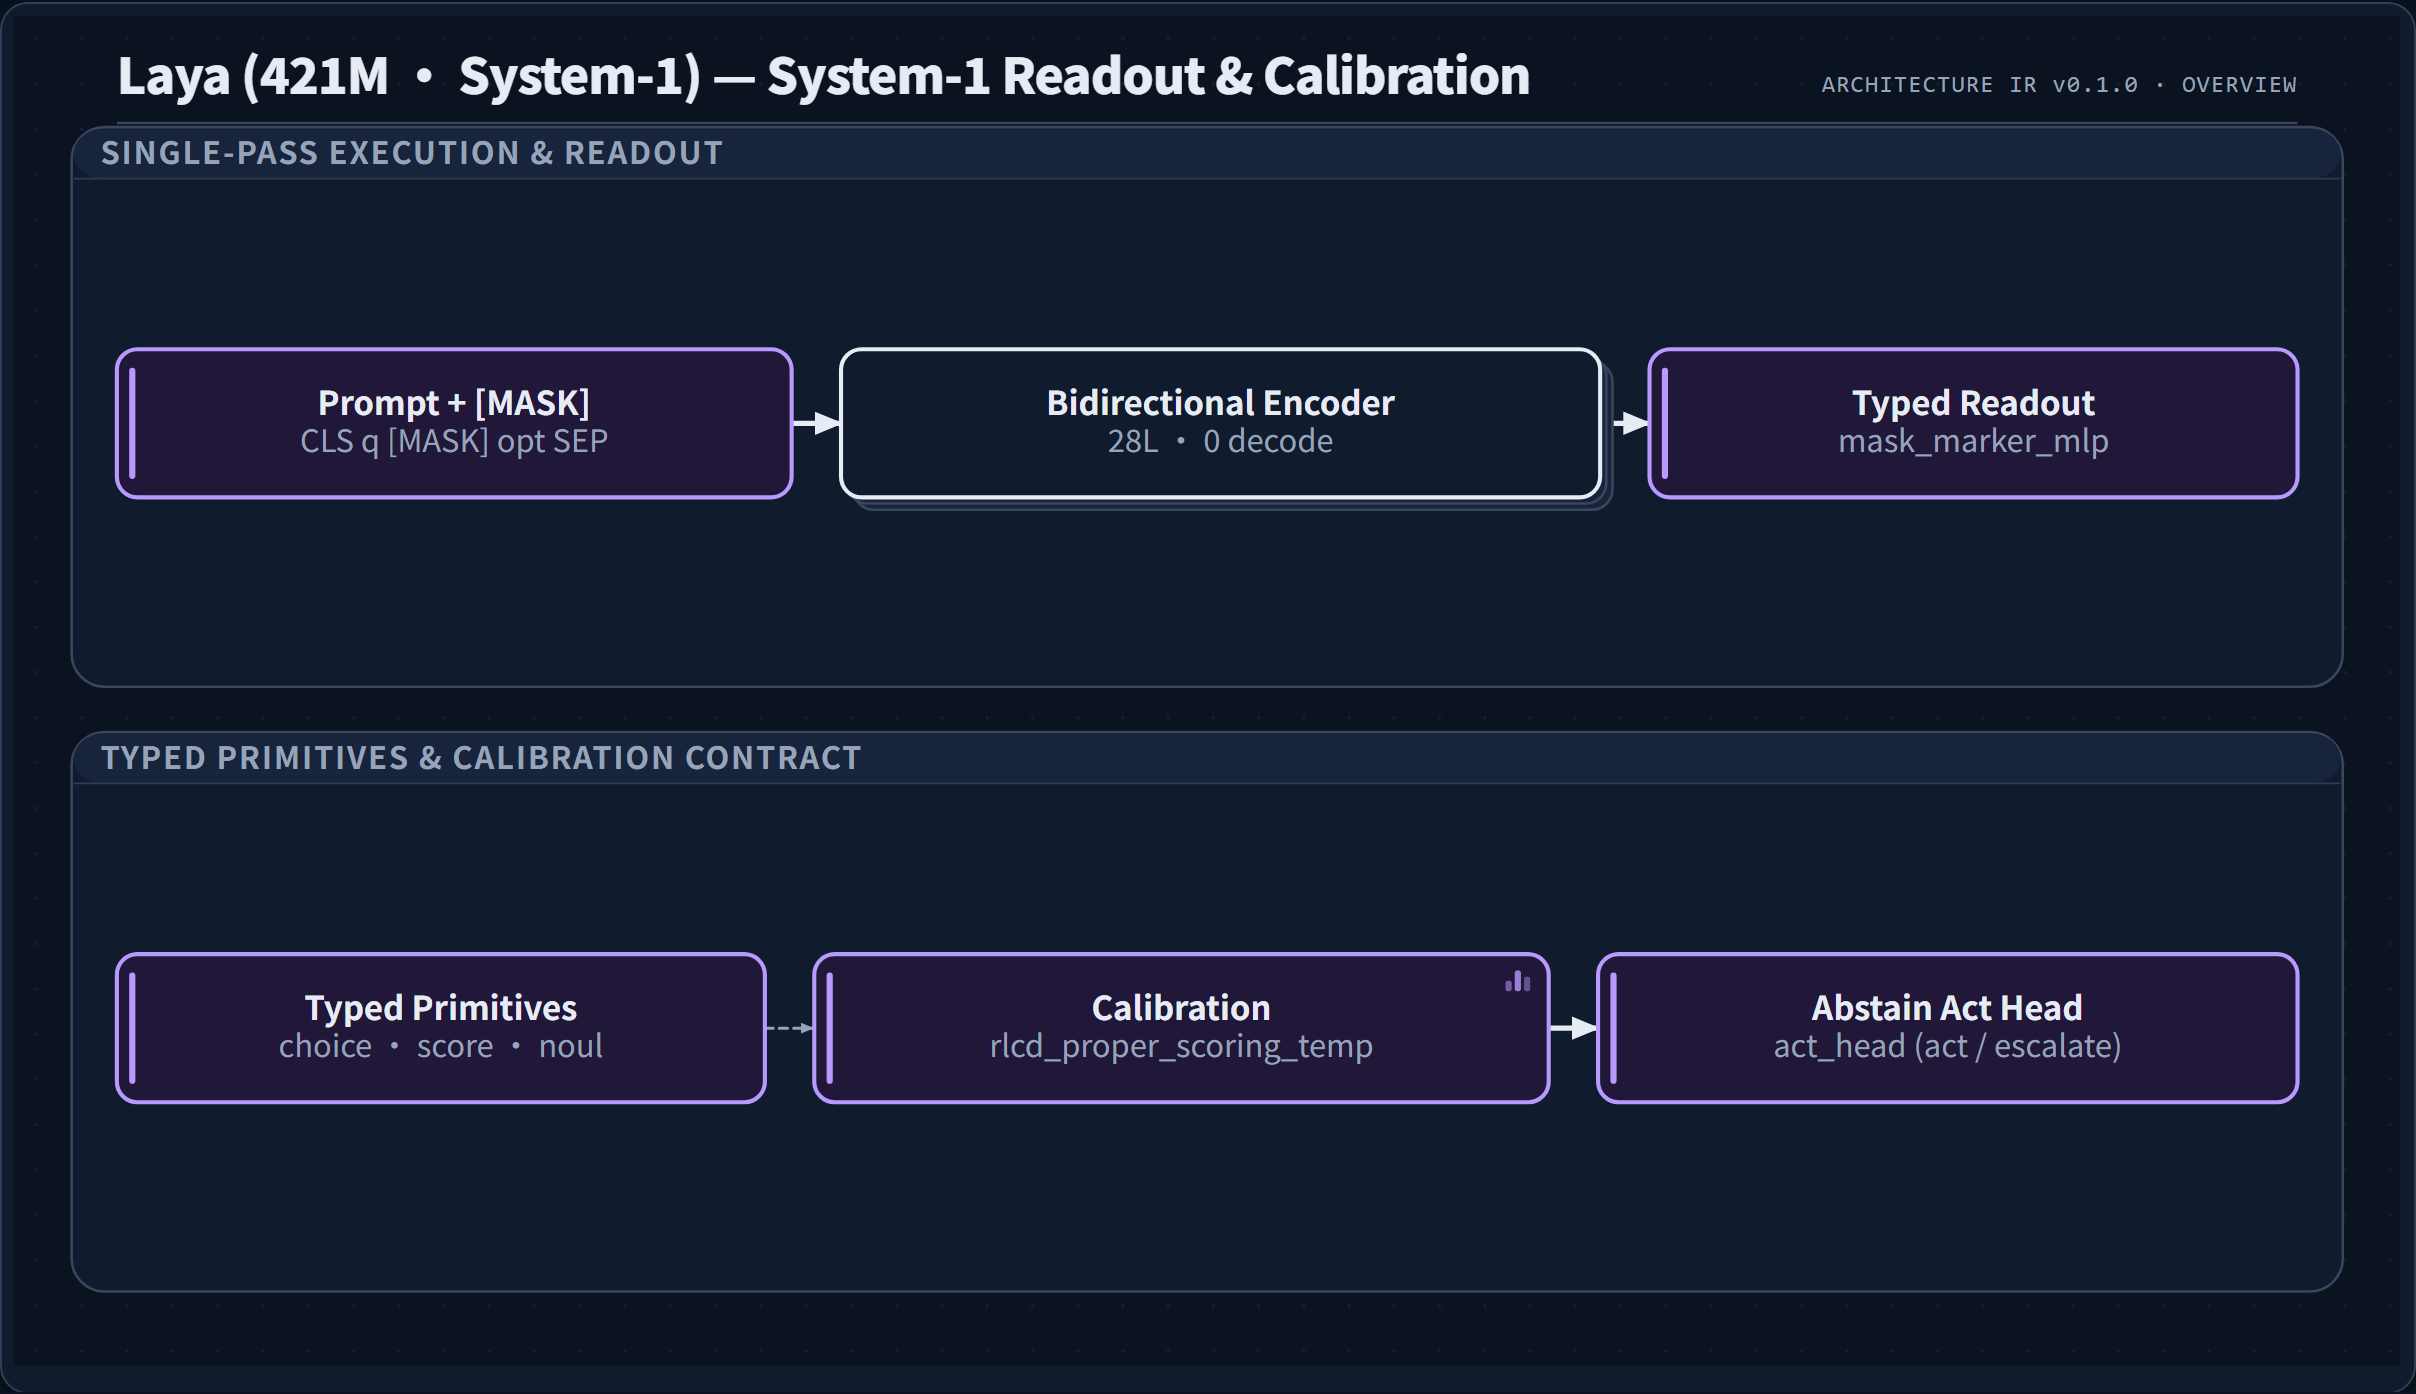 Laya (421M • System-1) — System-1 Readout & Calibration
ARCHITECTURE IR v0.1.0 · OVERVIEW
SINGLE-PASS EXECUTION & READOUT
Prompt + [MASK]
CLS q [MASK] opt SEP
Bidirectional Encoder
28L • 0 decode
Typed Readout
mask_marker_mlp
TYPED PRIMITIVES & CALIBRATION CONTRACT
Typed Primitives
choice • score • noul
Calibration
rlcd_proper_scoring_temp
Abstain Act Head
act_head (act / escalate)